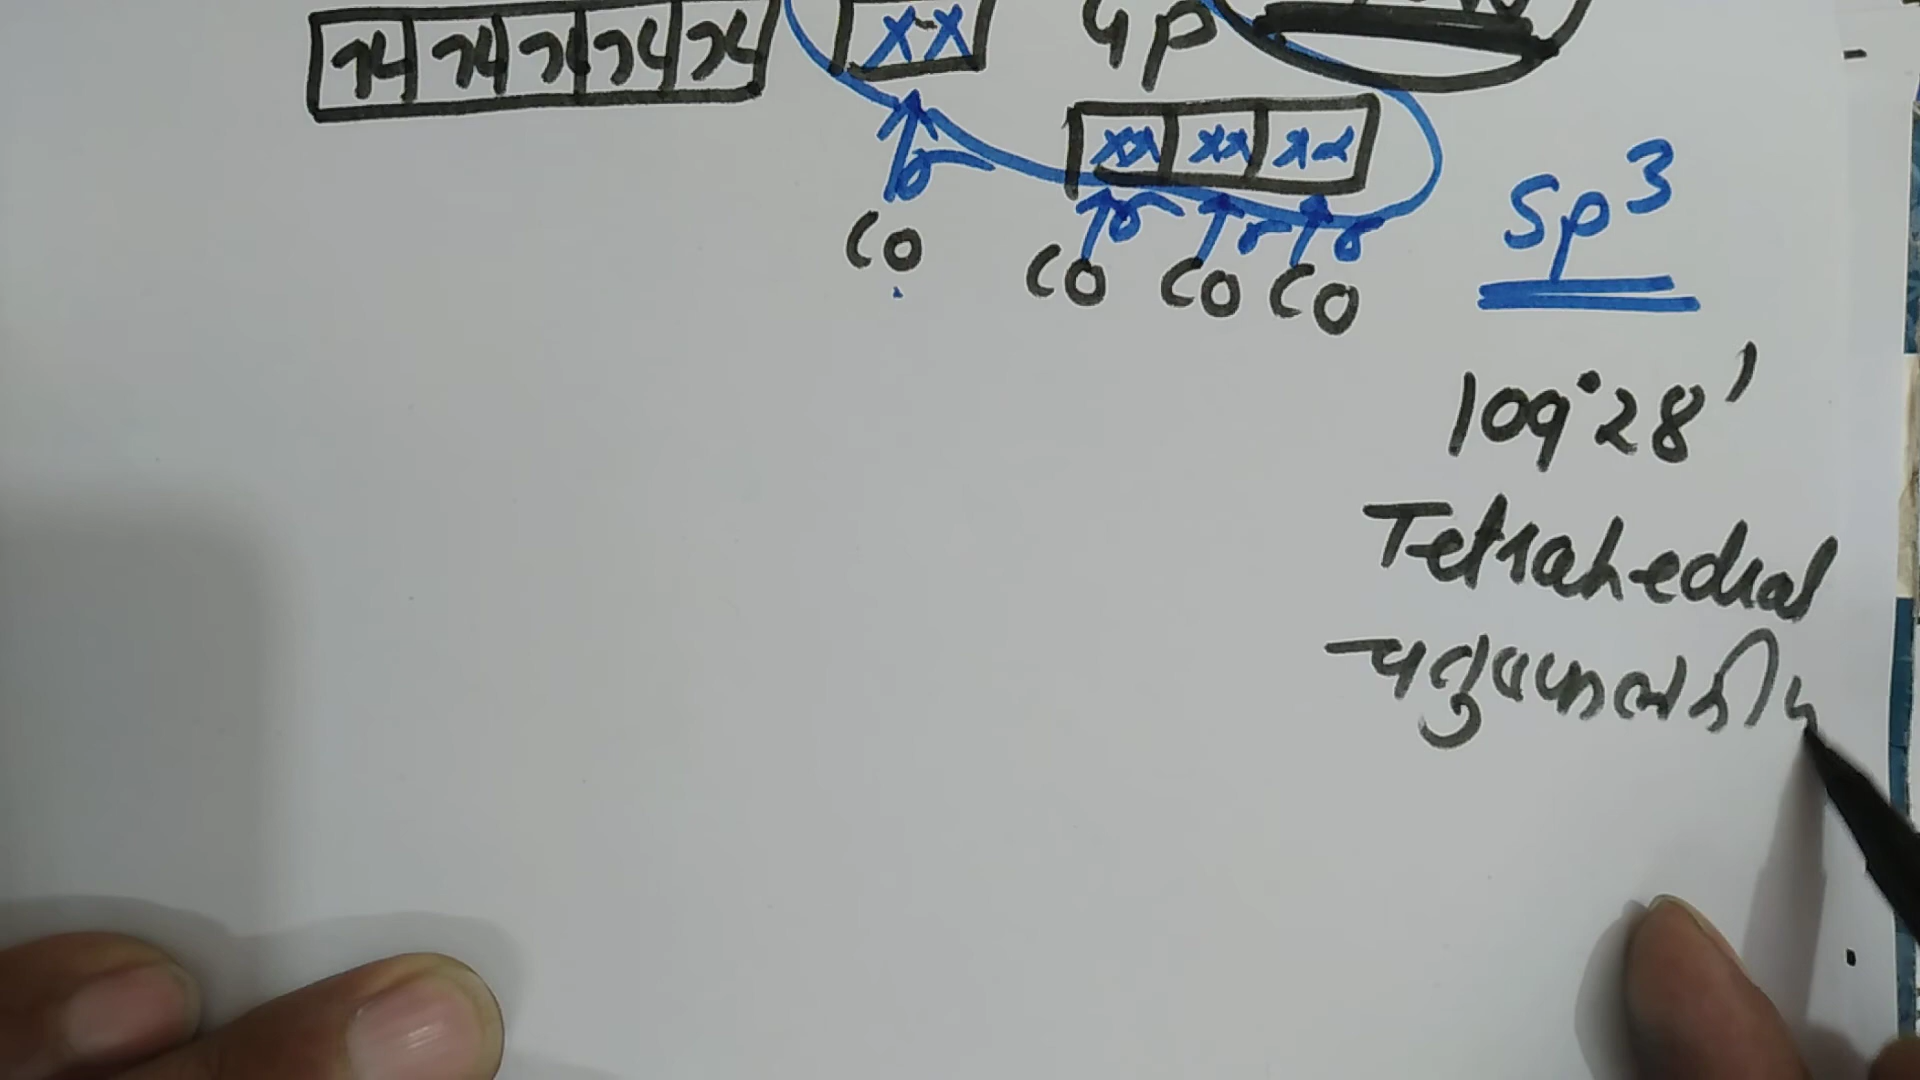 xx 4p
xx xx xx
σ
σ σ σ
CO CO CO CO
Sp³
109°28'
Tetrahedral
चतुष्फलकीय